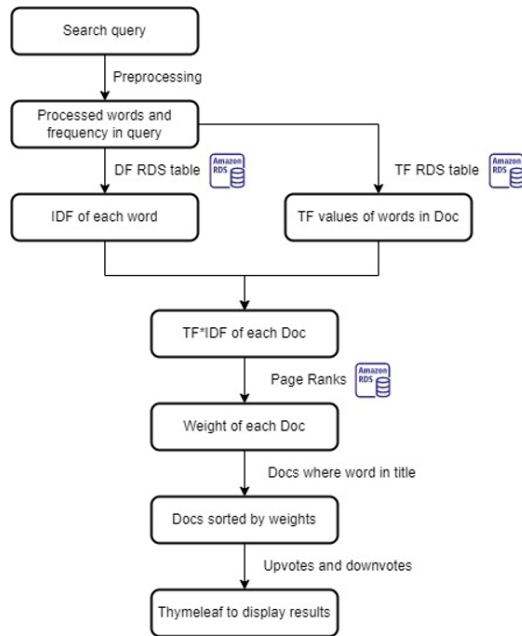 Search query
Preprocessing
Processed words and
frequency in query
DF RDS table
Amazon
RDS
TF RDS table
Amazon
RDS
IDF of each word
TF values of words in Doc
TF*IDF of each Doc
Page Ranks
Amazon
RDS
Weight of each Doc
Docs where word in title
Docs sorted by weights
Upvotes and downvotes
Thymeleaf to display results